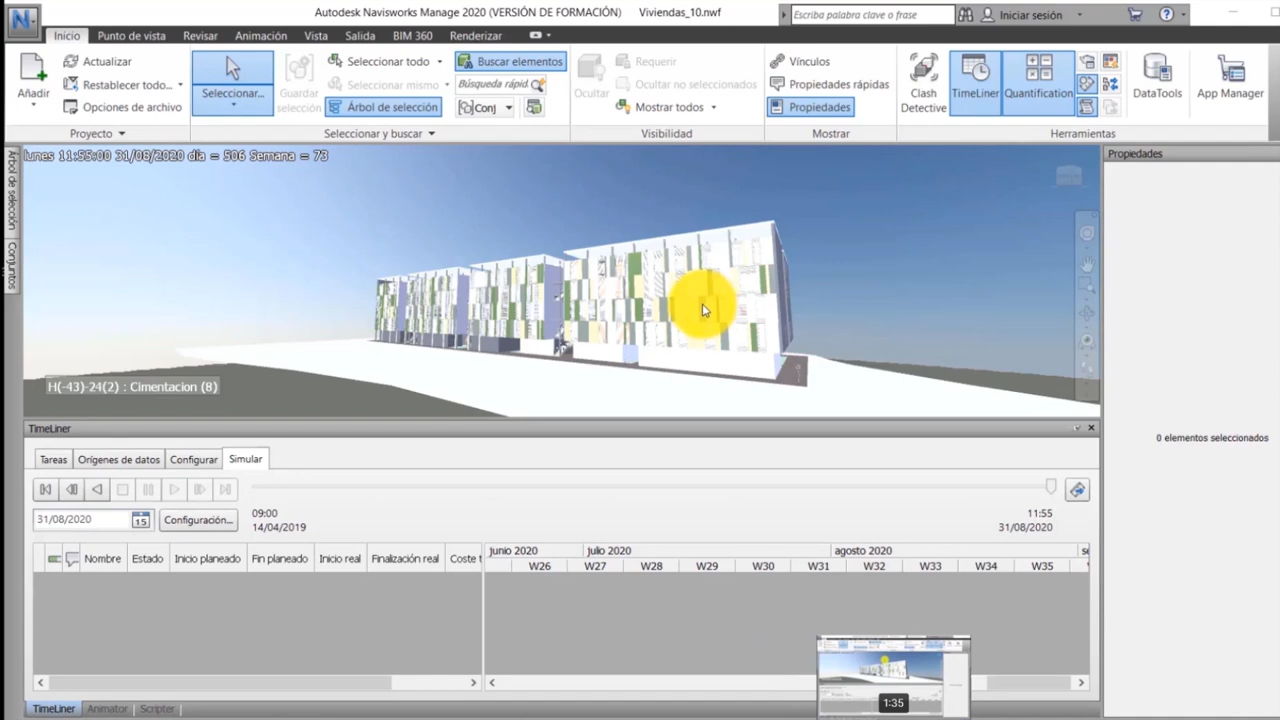 Autodesk Navisworks Manage 2020 (VERSIÓN DE FORMACIÓN) Viviendas_10.nwf
Escriba palabra clave o frase
Iniciar sesión
Inicio Punto de vista Revisar Animación Vista Salida BIM 360 Renderizar
Añadir
Actualizar
Restablecer todo...
Opciones de archivo
Proyecto
Seleccionar...
Guardar selección
Seleccionar todo
Seleccionar mismo
Árbol de selección
Buscar elementos
Búsqueda rápid
Conj
Seleccionar y buscar
Ocultar
Requerir
Ocultar no seleccionados
Mostrar todos
Visibilidad
Vínculos
Propiedades rápidas
Propiedades
Mostrar
Clash Detective
TimeLiner
Quantification
DataTools
App Manager
Herramientas
Árbol de selección
Conjuntos
lunes 11:55:00 31/08/2020 día = 506 Semana = 73
H(-43)-24(2) : Cimentacion (8)
Propiedades
0 elementos seleccionados
TimeLiner
Tareas Orígenes de datos Configurar Simular
31/08/2020 15 Configuración...
09:00
14/04/2019
11:55
31/08/2020
Nombre Estado Inicio planeado Fin planeado Inicio real Finalización real Coste t
junio 2020 julio 2020 agosto 2020 se
W26 W27 W28 W29 W30 W31 W32 W33 W34 W35
1:35
TimeLiner Animator Scripter